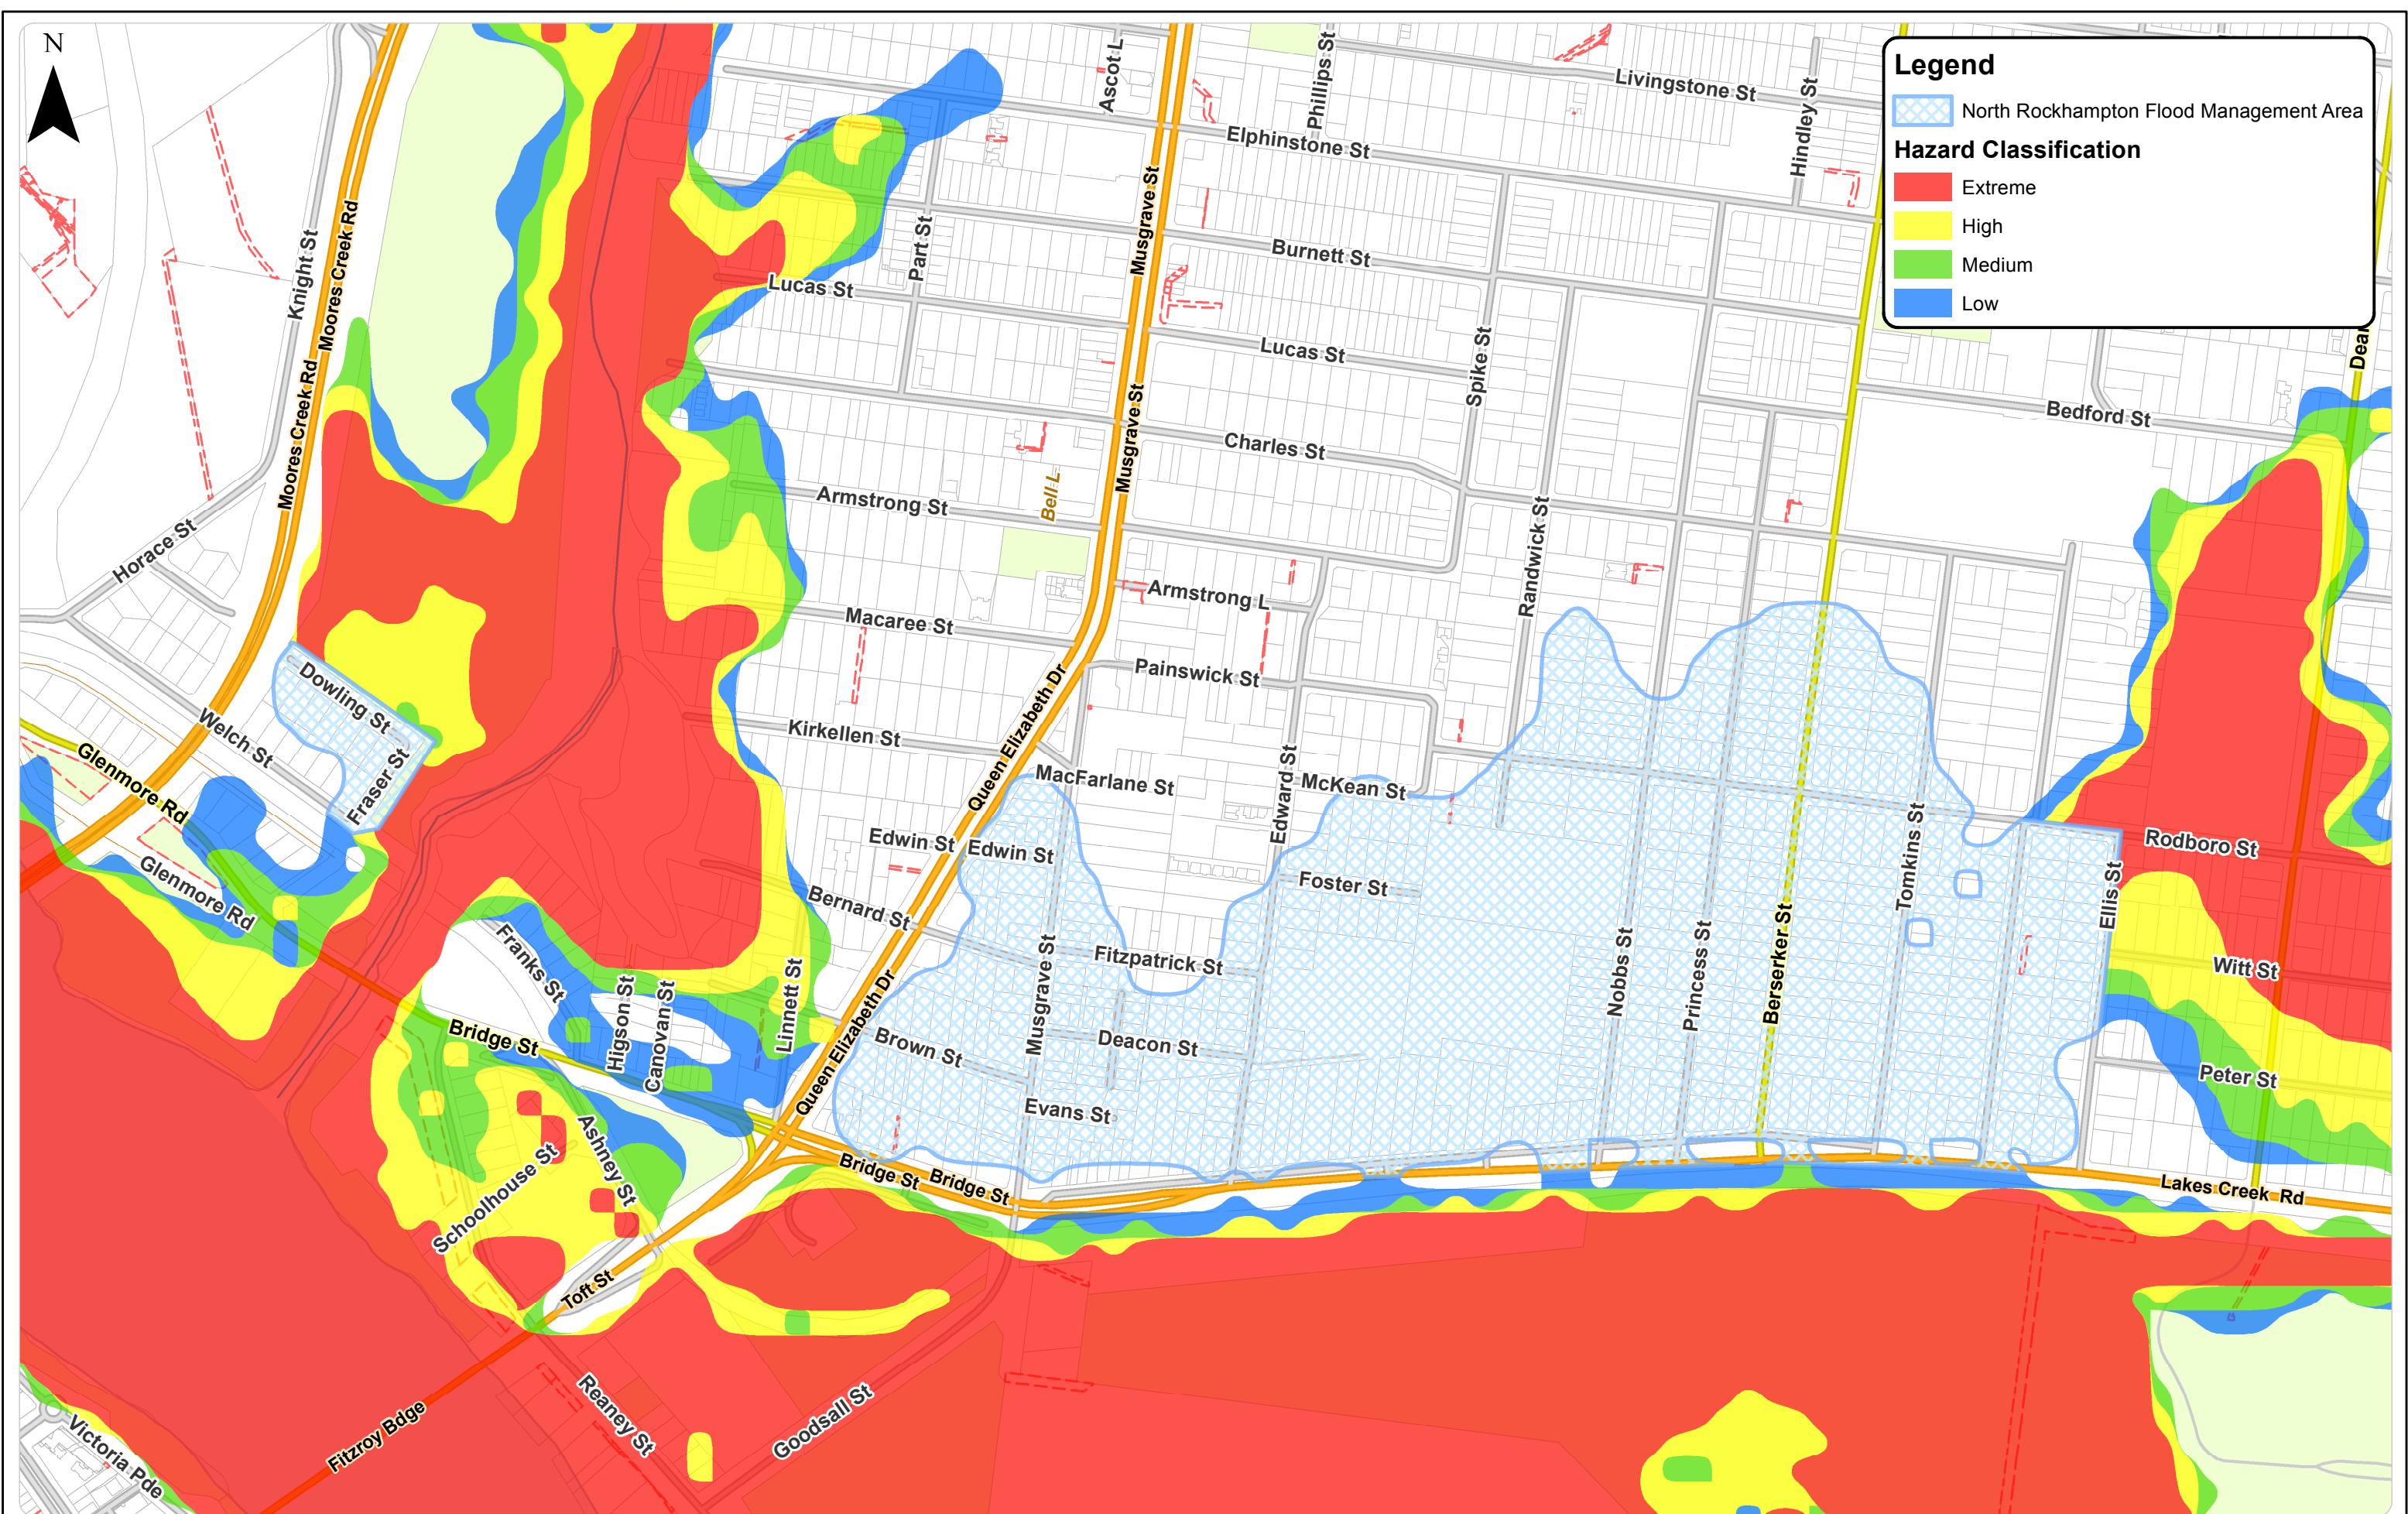 N
Legend
North Rockhampton Flood Management Area
Hazard Classification
Extreme
High
Medium
Low
Ascot L
Phillips St
Livingstone St
Hindley St
Elphinstone St
Knight St
Moores Creek Rd
Musgrave St
Part St
Burnett St
Lucas St
Lucas St
Spike St
Moores Creek Rd
Musgrave St
Bedford St
Charles St
Armstrong St
Bell L
Randwick St
Horace St
Armstrong L
Macaree St
Painswick St
Dowling St
Welch St
Kirkellen St
Queen Elizabeth Dr
Glenmore Rd
Fraser St
MacFarlane St
McKean St
Edward St
Edwin St
Edwin St
Rodboro St
Tomkins St
Glenmore Rd
Bernard St
Foster St
Ellis St
Franks St
Fitzpatrick St
Witt St
Nobbs St
Princess St
Berserker St
Higson St
Canovan St
Linnett St
Queen Elizabeth Dr
Musgrave St
Bridge St
Brown St
Deacon St
Peter St
Evans St
Ashney St
Schoolhouse St
Bridge St
Bridge St
Lakes Creek Rd
Toft St
Reaney St
Goodsall St
Fitzroy Bdge
Victoria Pde